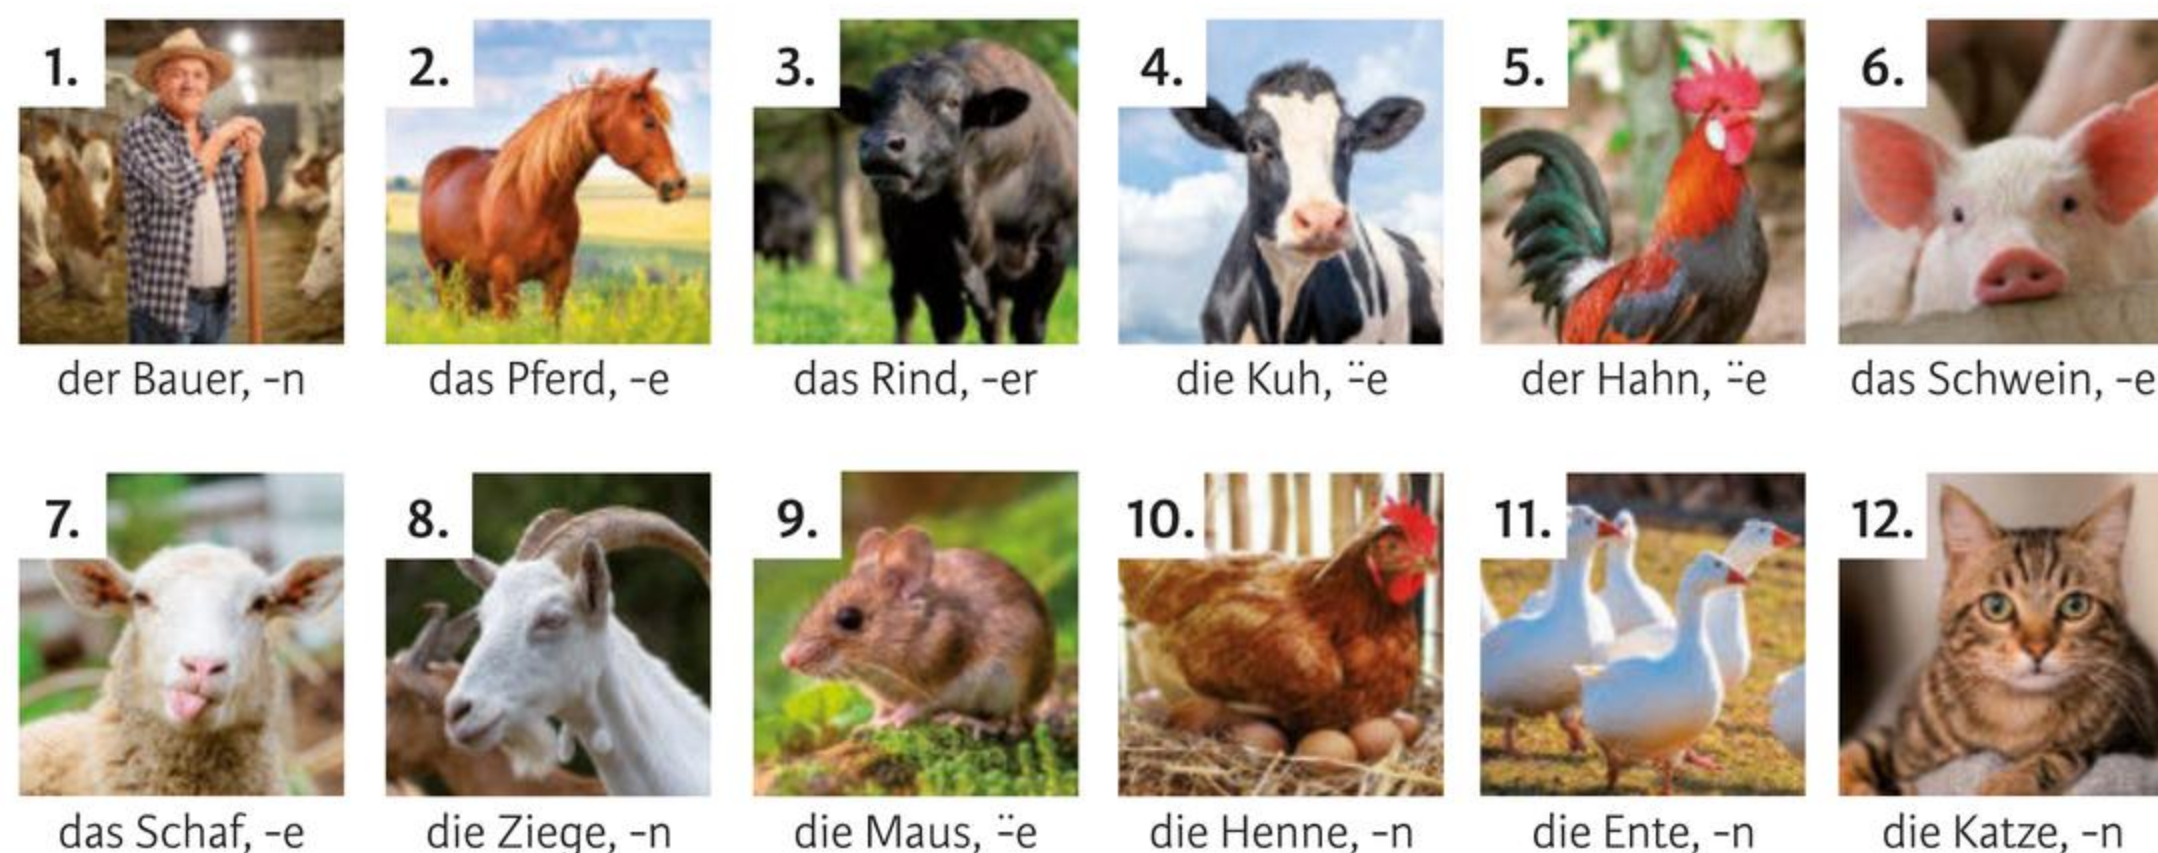 1. 2. 3. 4. 5. 6.
der Bauer, -n das Pferd, -e das Rind, -er die Kuh, ¨-e der Hahn, ¨-e das Schwein, -e
7. 8. 9. 10. 11. 12.
das Schaf, -e die Ziege, -n die Maus, ¨-e die Henne, -n die Ente, -n die Katze, -n